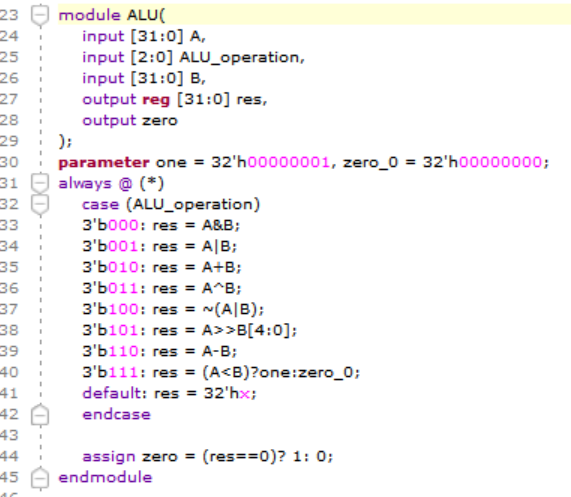 23 module ALU(
24 input [31:0] A,
25 input [2:0] ALU_operation,
26 input [31:0] B,
27 output reg [31:0] res,
28 output zero
29 );
30 parameter one = 32'h00000001, zero_0 = 32'h00000000;
31 always @ (*)
32 case (ALU_operation)
33 3'b000: res = A&B;
34 3'b001: res = A|B;
35 3'b010: res = A+B;
36 3'b011: res = A^B;
37 3'b100: res = ~(A|B);
38 3'b101: res = A>>B[4:0];
39 3'b110: res = A-B;
40 3'b111: res = (A<B)?one:zero_0;
41 default: res = 32'hx;
42 endcase
43
44 assign zero = (res==0)? 1: 0;
45 endmodule